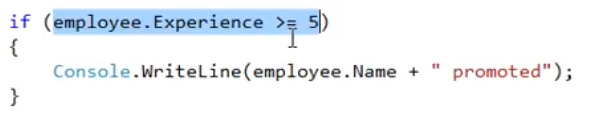 if (employee.Experience >= 5)
{
    Console.WriteLine(employee.Name + " promoted");
}